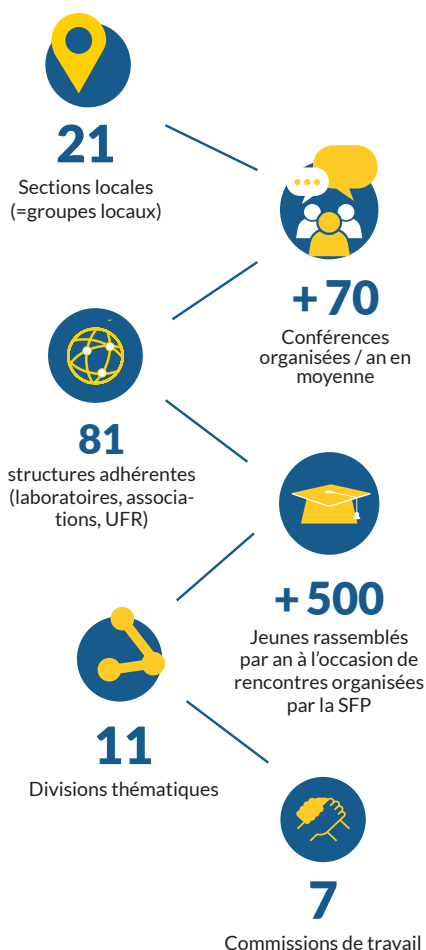 21
Sections locales
(=groupes locaux)
+ 70
Conférences
organisées / an en
moyenne
81
structures adhérentes
(laboratoires, associa-
tions, UFR)
+ 500
Jeunes rassemblés
par an à l'occasion de
rencontres organisées
par la SFP
11
Divisions thématiques
7
Commissions de travail